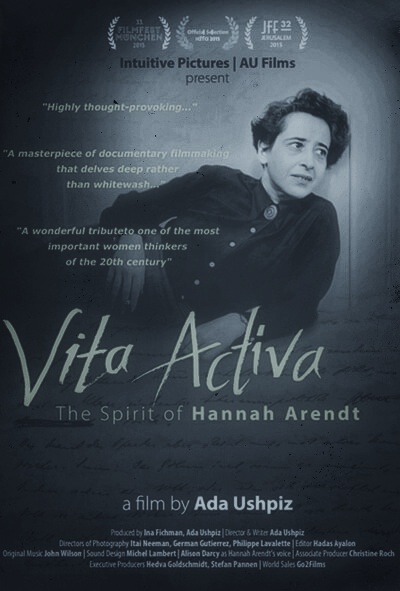 31
FILMFEST
MÜNCHEN
2015
Official Selection
idfa 2015
JFF 32
JERUSALEM
2015
Intuitive Pictures | AU Films
present
"Highly thought-provoking..."
"A masterpiece of documentary filmmaking
that delves deep rather
than whitewash..."
"A wonderful tributeto one of the most
important women thinkers
of the 20th century"
Vita Activa
The Spirit of Hannah Arendt
a film by Ada Ushpiz
Produced by Ina Fichman, Ada Ushpiz | Director & Writer Ada Ushpiz
Directors of Photography Itai Neeman, German Gutierrez, Philippe Lavalette | Editor Hadas Ayalon
Original Music John Wilson | Sound Design Michel Lambert | Alison Darcy as Hannah Arendt's voice | Associate Producer Christine Roch
Executive Producers Hedva Goldschmidt, Stefan Pannen | World Sales Go2Films